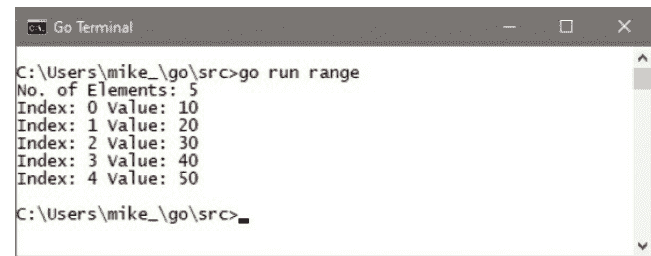 Go Terminal
C:\Users\mike_\go\src>go run range
No. of Elements: 5
Index: 0 Value: 10
Index: 1 Value: 20
Index: 2 Value: 30
Index: 3 Value: 40
Index: 4 Value: 50
C:\Users\mike_\go\src>